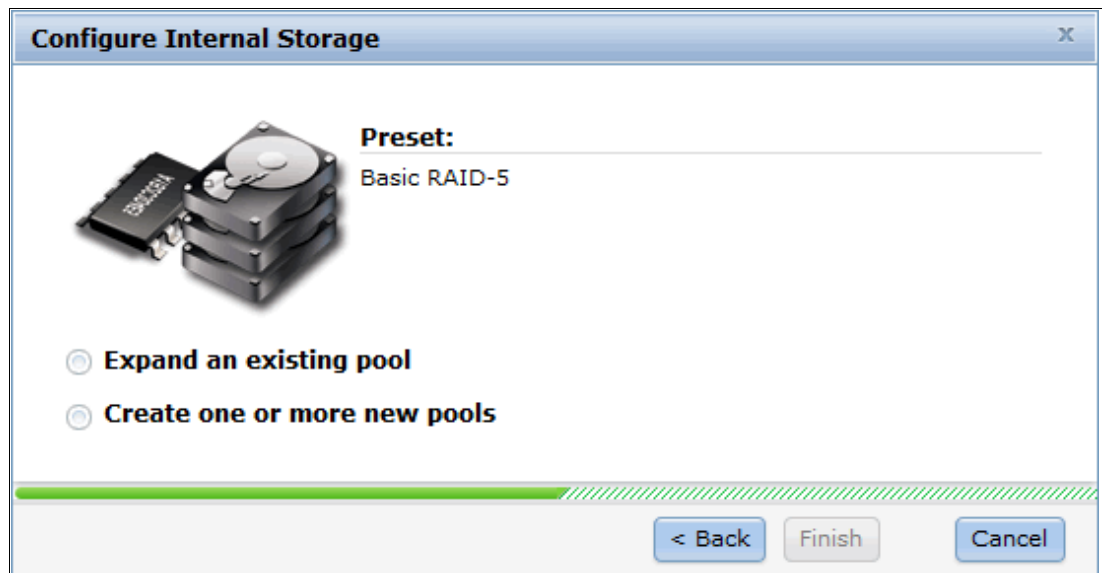 Configure Internal Storage
x
Preset:
Basic RAID-5
Expand an existing pool
Create one or more new pools
< Back
Finish
Cancel